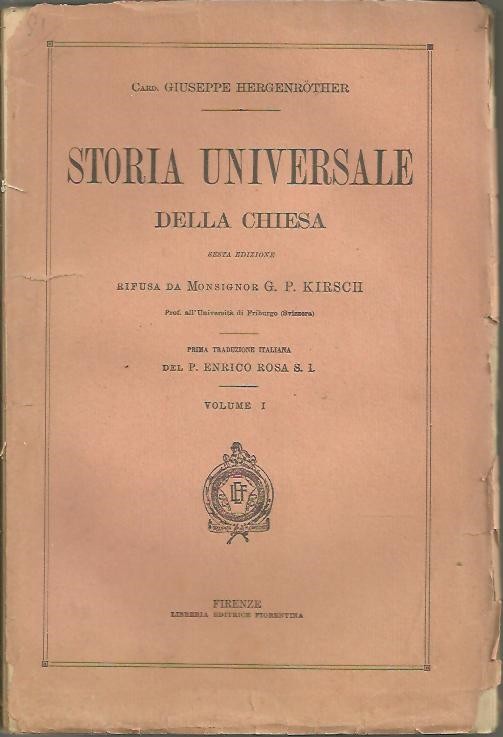 CARD. GIUSEPPE HERGENRÖTHER
STORIA UNIVERSALE
DELLA CHIESA
SESTA EDIZIONE
RIFUSA DA MONSIGNOR G. P. KIRSCH
Prof. all'Università di Friburgo (Svizzera)
PRIMA TRADUZIONE ITALIANA
DEL P. ENRICO ROSA S. I.
VOLUME I
LEF
FIRENZE
LIBRERIA EDITRICE FIORENTINA